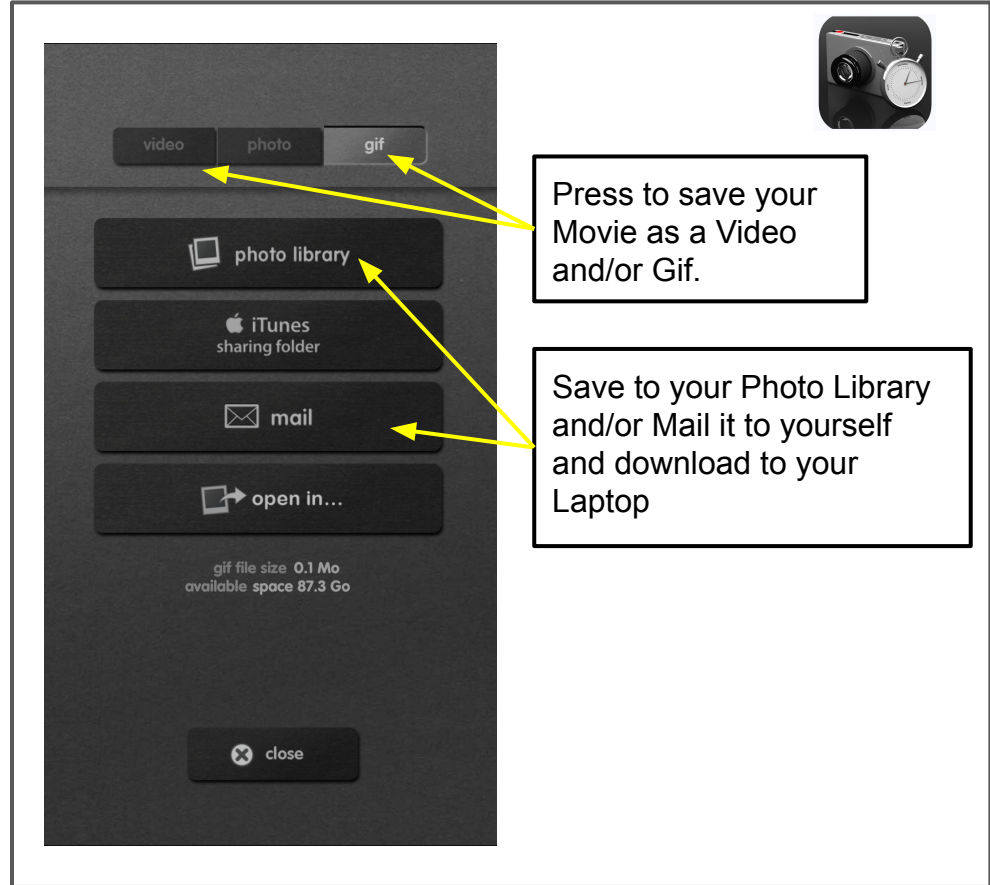 video photo gif
Press to save your
Movie as a Video
and/or Gif.
photo library
iTunes
sharing folder
mail
open in...
Save to your Photo Library
and/or Mail it to yourself
and download to your
Laptop
gif file size 0.1 Mo
available space 87.3 Go
close